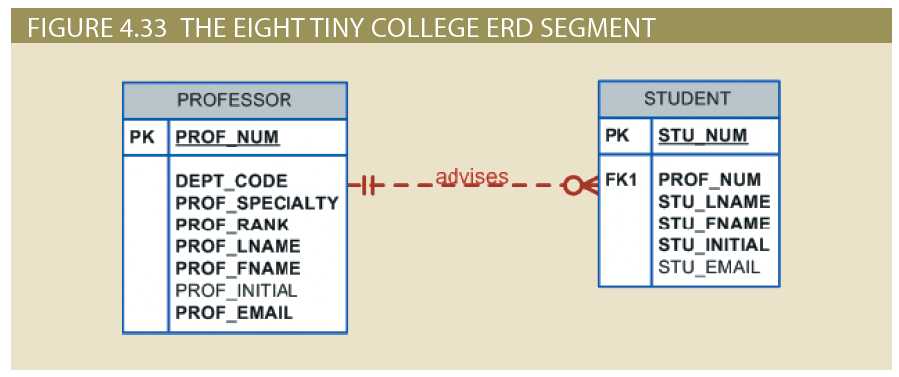 FIGURE 4.33 THE EIGHT TINY COLLEGE ERD SEGMENT
PROFESSOR
PK PROF_NUM
DEPT_CODE
PROF_SPECIALTY
PROF_RANK
PROF_LNAME
PROF_FNAME
PROF_INITIAL
PROF_EMAIL
advises
STUDENT
PK STU_NUM
FK1 PROF_NUM
STU_LNAME
STU_FNAME
STU_INITIAL
STU_EMAIL